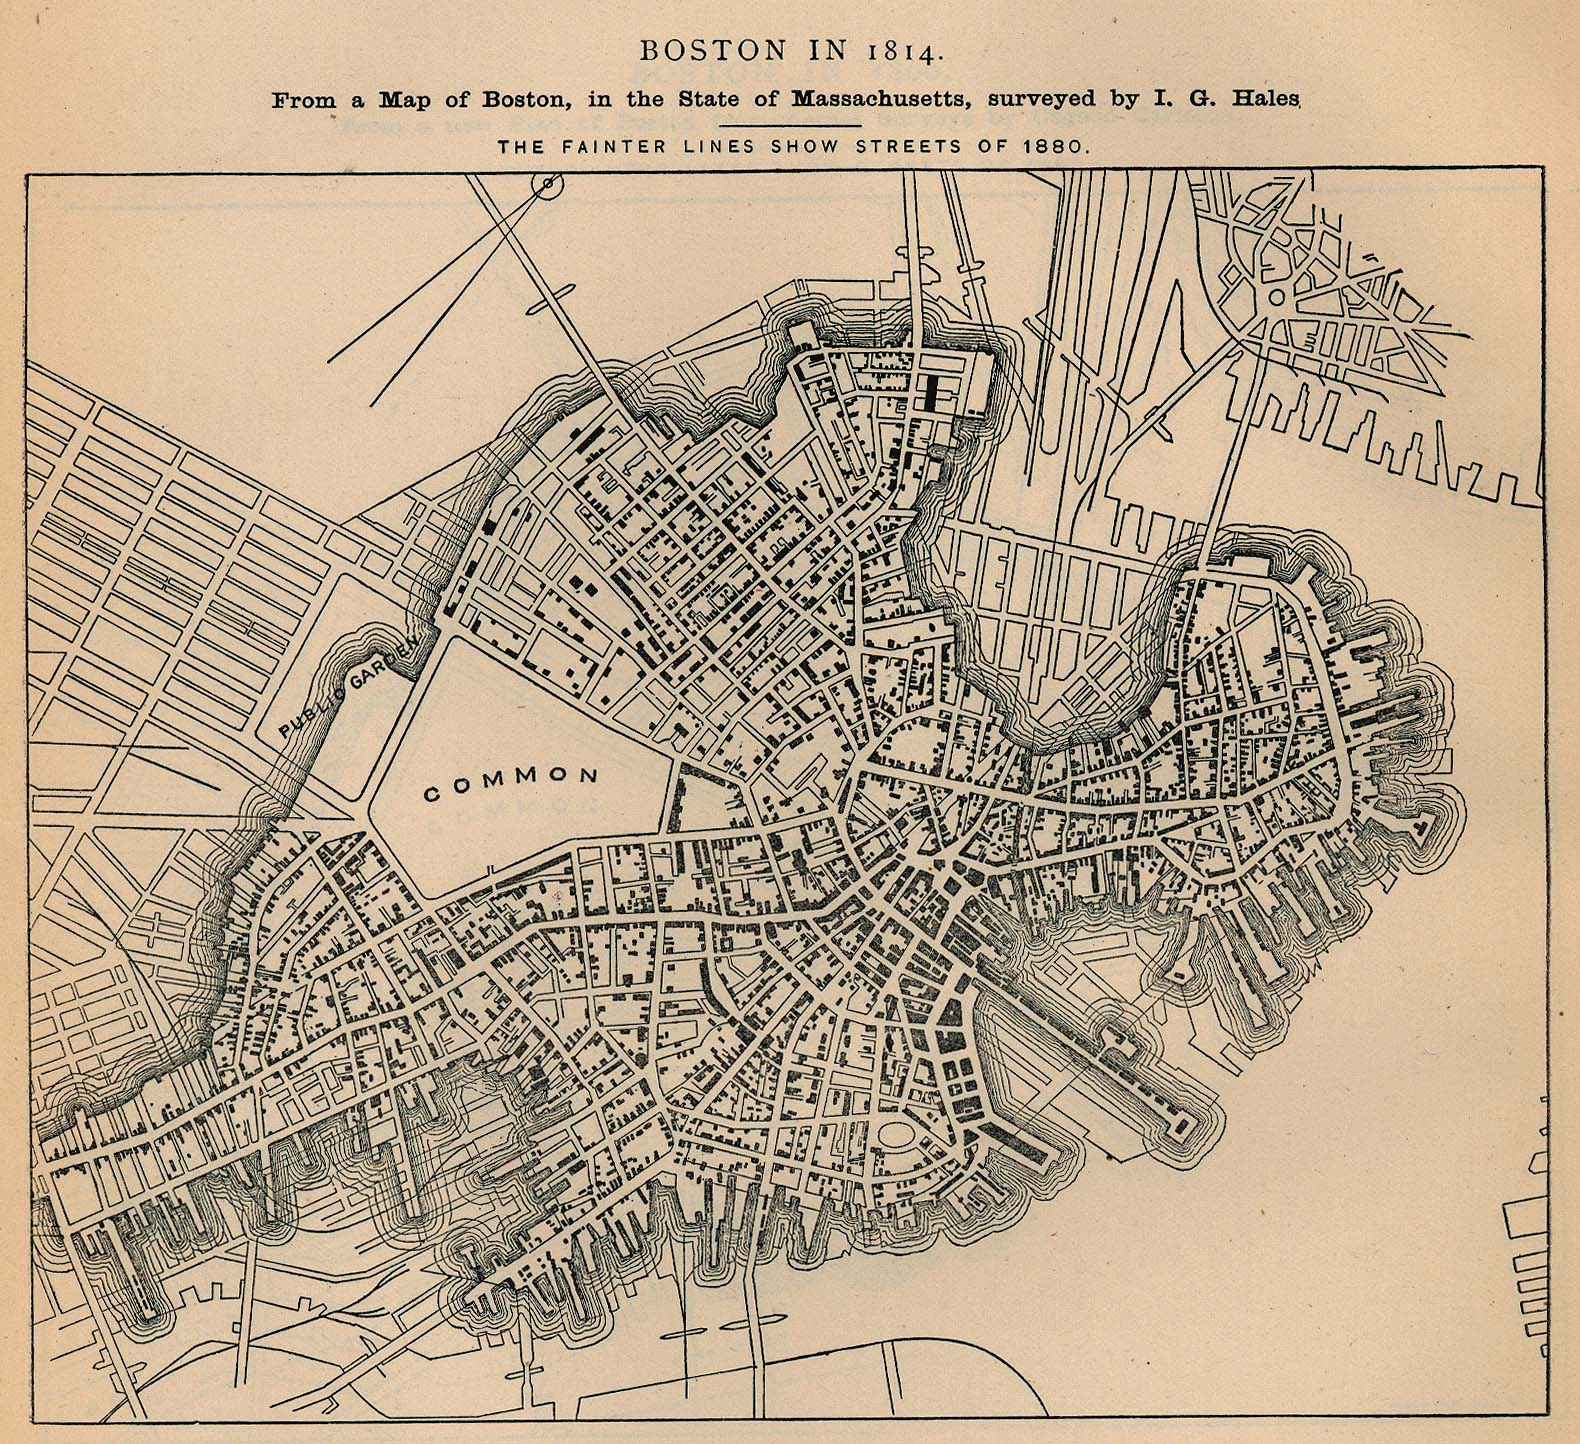 BOSTON IN 1814.
From a Map of Boston, in the State of Massachusetts, surveyed by I. G. Hales.
THE FAINTER LINES SHOW STREETS OF 1880.
PUBLIC GARDEN
COMMON